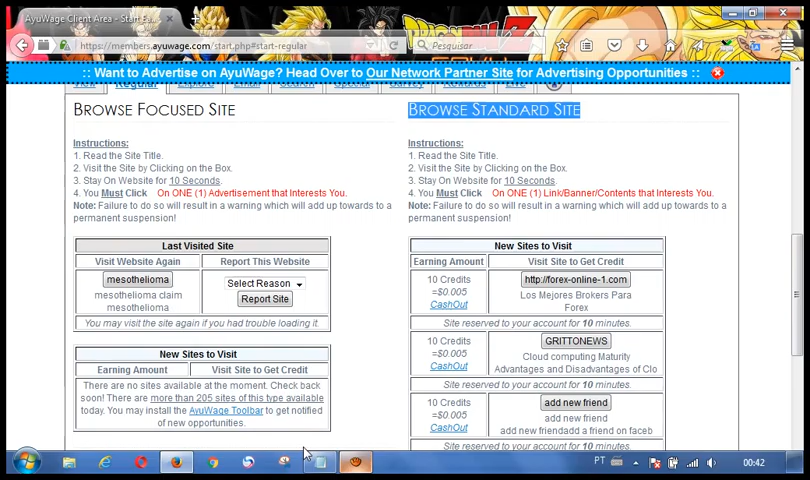 AyuWage Client Area - Start Ea...
https://members.ayuwage.com/start.php#start-regular
Pesquisar
:: Want to Advertise on AyuWage? Head Over to Our Network Partner Site for Advertising Opportunities ::
View Regular Explore Email Search Special Survey Rewards Live
BROWSE FOCUSED SITE
Instructions:
1. Read the Site Title.
2. Visit the Site by Clicking on the Box.
3. Stay On Website for 10 Seconds.
4. You Must Click On ONE (1) Advertisement that Interests You.
Note: Failure to do so will result in a warning which will add up towards to a
permanent suspension!
Last Visited Site
Visit Website Again Report This Website
mesothelioma
mesothelioma claim
mesothelioma
Select Reason
Report Site
You may visit the site again if you had trouble loading it.
New Sites to Visit
Earning Amount Visit Site to Get Credit
There are no sites available at the moment. Check back
soon! There are more than 205 sites of this type available
today. You may install the AyuWage Toolbar to get notified
of new opportunities.
BROWSE STANDARD SITE
Instructions:
1. Read the Site Title.
2. Visit the Site by Clicking on the Box.
3. Stay On Website for 10 Seconds.
4. You Must Click On ONE (1) Link/Banner/Contents that Interests You.
Note: Failure to do so will result in a warning which will add up towards to a
permanent suspension!
New Sites to Visit
Earning Amount Visit Site to Get Credit
10 Credits
=$0.005
CashOut
http://forex-online-1.com
Los Mejores Brokers Para
Forex
Site reserved to your account for 10 minutes.
10 Credits
=$0.005
CashOut
GRITTONEWS
Cloud computing Maturity
Advantages and Disadvantages of Clo
Site reserved to your account for 10 minutes.
10 Credits
=$0.005
CashOut
add new friend
add new friend
add new friendadd a friend on faceb
Site reserved to your account for 10 minutes.
PT
00:42